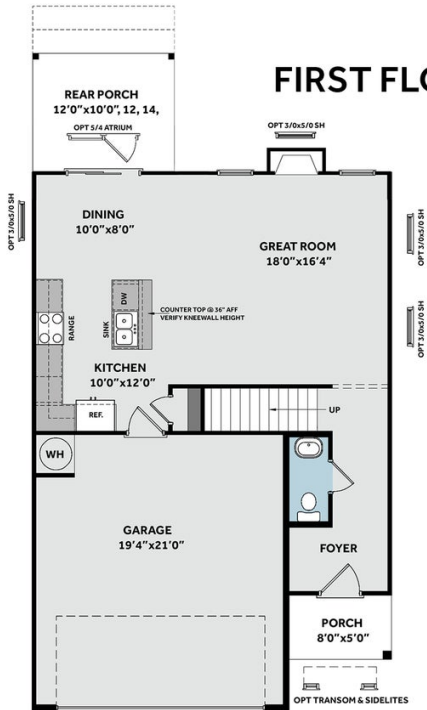 FIRST FLO
REAR PORCH
12'0"x10'0", 12, 14,
OPT 5/4 ATRIUM
OPT 3/0x5/0 SH
OPT 3/0x5/0 SH
DINING
10'0"x8'0"
GREAT ROOM
18'0"x16'4"
OPT 3/0x5/0 SH
OPT 3/0x5/0 SH
DW
SINK
RANGE
COUNTER TOP @ 36" AFF
VERIFY KNEEWALL HEIGHT
KITCHEN
10'0"x12'0"
REF.
UP
WH
GARAGE
19'4"x21'0"
FOYER
PORCH
8'0"x5'0"
OPT TRANSOM & SIDELITES